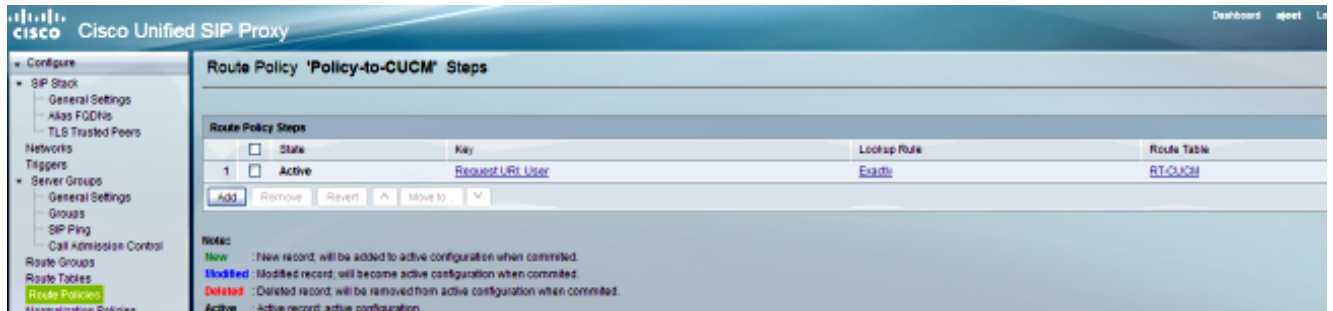 cisco Cisco Unified SIP Proxy
Dashboard ajeet
Configure
SIP Stack
General Settings
Alias FQDNs
TLS Trusted Peers
Networks
Triggers
Server Groups
General Settings
Groups
SIP Ping
Call Admission Control
Route Groups
Route Tables
Route Policies
Normalization Policies
Route Policy 'Policy-to-CUCM' Steps
Route Policy Steps
State Key Lookup Rule Route Table
1 Active Request URI: User Exactly RT-CUCM
Add Remove Revert ^ Move to... v
Note:
New : New record; will be added to active configuration when commited.
Modified : Modified record; will become active configuration when commited.
Deleted : Deleted record; will be removed from active configuration when commited.
Active : Active record; active configuration.